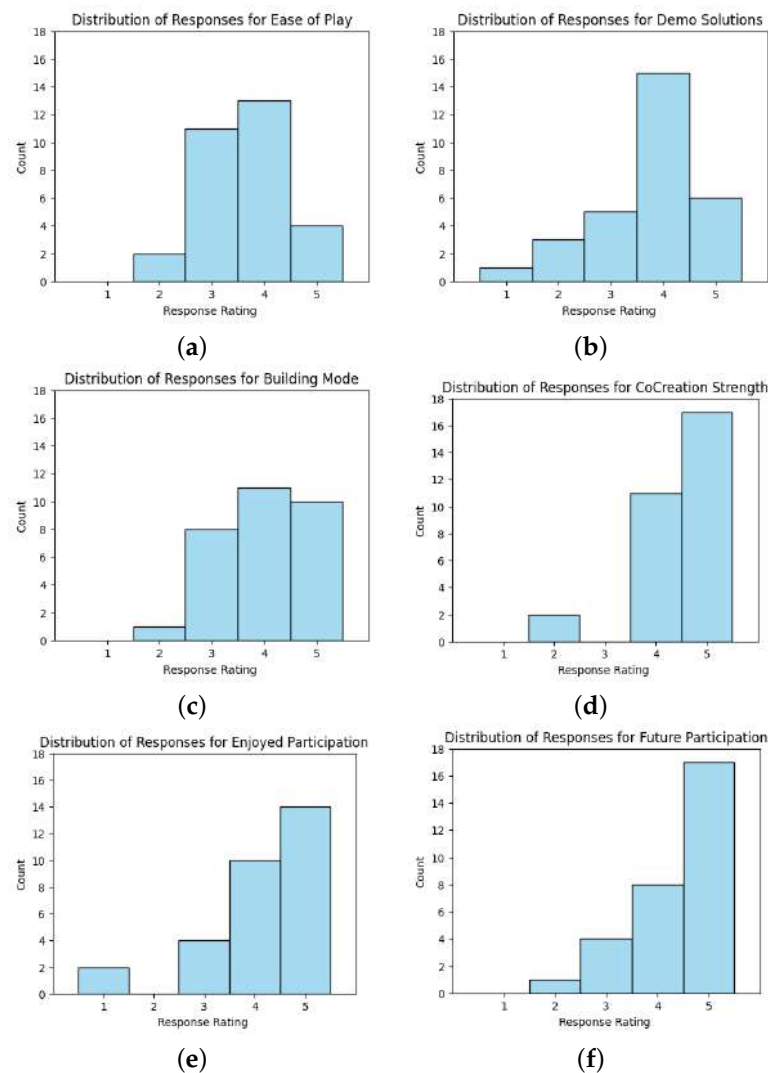 Distribution of Responses for Ease of Play
18
16
14
12
10
8
6
4
2
0
Count
1 2 3 4 5
Response Rating
(a)
Distribution of Responses for Demo Solutions
18
16
14
12
10
8
6
4
2
0
Count
1 2 3 4 5
Response Rating
(b)
Distribution of Responses for Building Mode
18
16
14
12
10
8
6
4
2
0
Count
1 2 3 4 5
Response Rating
(c)
Distribution of Responses for CoCreation Strength
18
16
14
12
10
8
6
4
2
0
Count
1 2 3 4 5
Response Rating
(d)
Distribution of Responses for Enjoyed Participation
18
16
14
12
10
8
6
4
2
0
Count
1 2 3 4 5
Response Rating
(e)
Distribution of Responses for Future Participation
18
16
14
12
10
8
6
4
2
0
Count
1 2 3 4 5
Response Rating
(f)